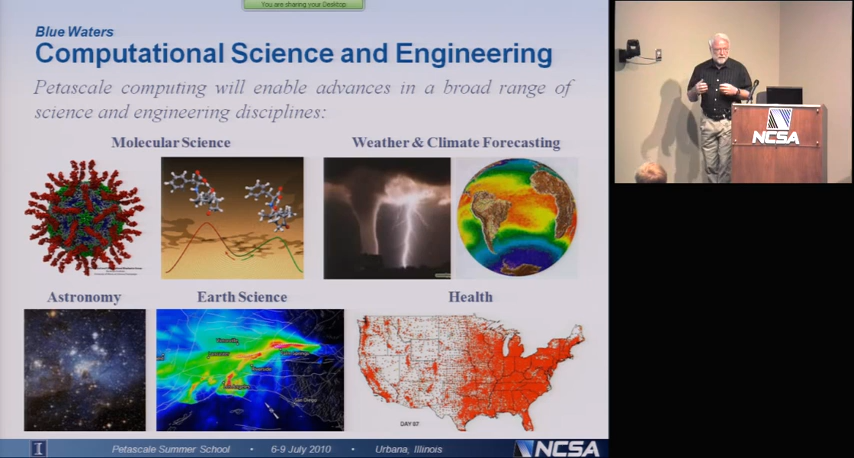 You are sharing your Desktop
Blue Waters
Computational Science and Engineering
Petascale computing will enable advances in a broad range of
science and engineering disciplines:
Molecular Science
Weather & Climate Forecasting
NCSA
Astronomy
Earth Science
Health
DAY 87
I
Petascale Summer School • 6-9 July 2010 • Urbana, Illinois
NCSA